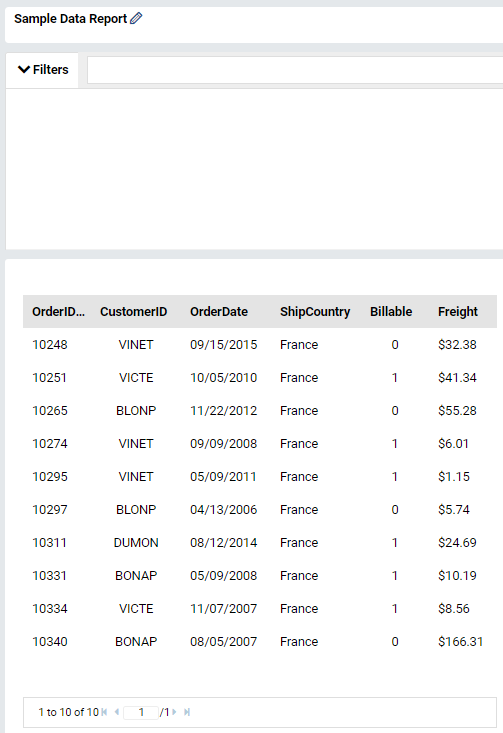 Sample Data Report
Filters
OrderID... CustomerID OrderDate ShipCountry Billable Freight
10248 VINET 09/15/2015 France 0 $32.38
10251 VICTE 10/05/2010 France 1 $41.34
10265 BLONP 11/22/2012 France 0 $55.28
10274 VINET 09/09/2008 France 1 $6.01
10295 VINET 05/09/2011 France 1 $1.15
10297 BLONP 04/13/2006 France 0 $5.74
10311 DUMON 08/12/2014 France 1 $24.69
10331 BONAP 05/09/2008 France 1 $10.19
10334 VICTE 11/07/2007 France 1 $8.56
10340 BONAP 08/05/2007 France 0 $166.31
1 to 10 of 10 1 /1